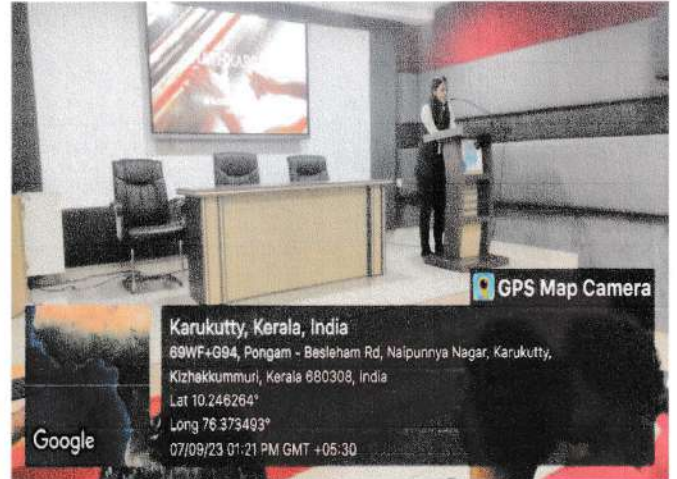 GPS Map Camera
Karukutty, Kerala, India
69WF+G94, Pongam - Besleham Rd, Naipunnya Nagar, Karukutty,
Kizhakkummuri, Kerala 680308, India
Lat 10.246264°
Long 76.373493°
07/09/23 01:21 PM GMT +05:30
Google